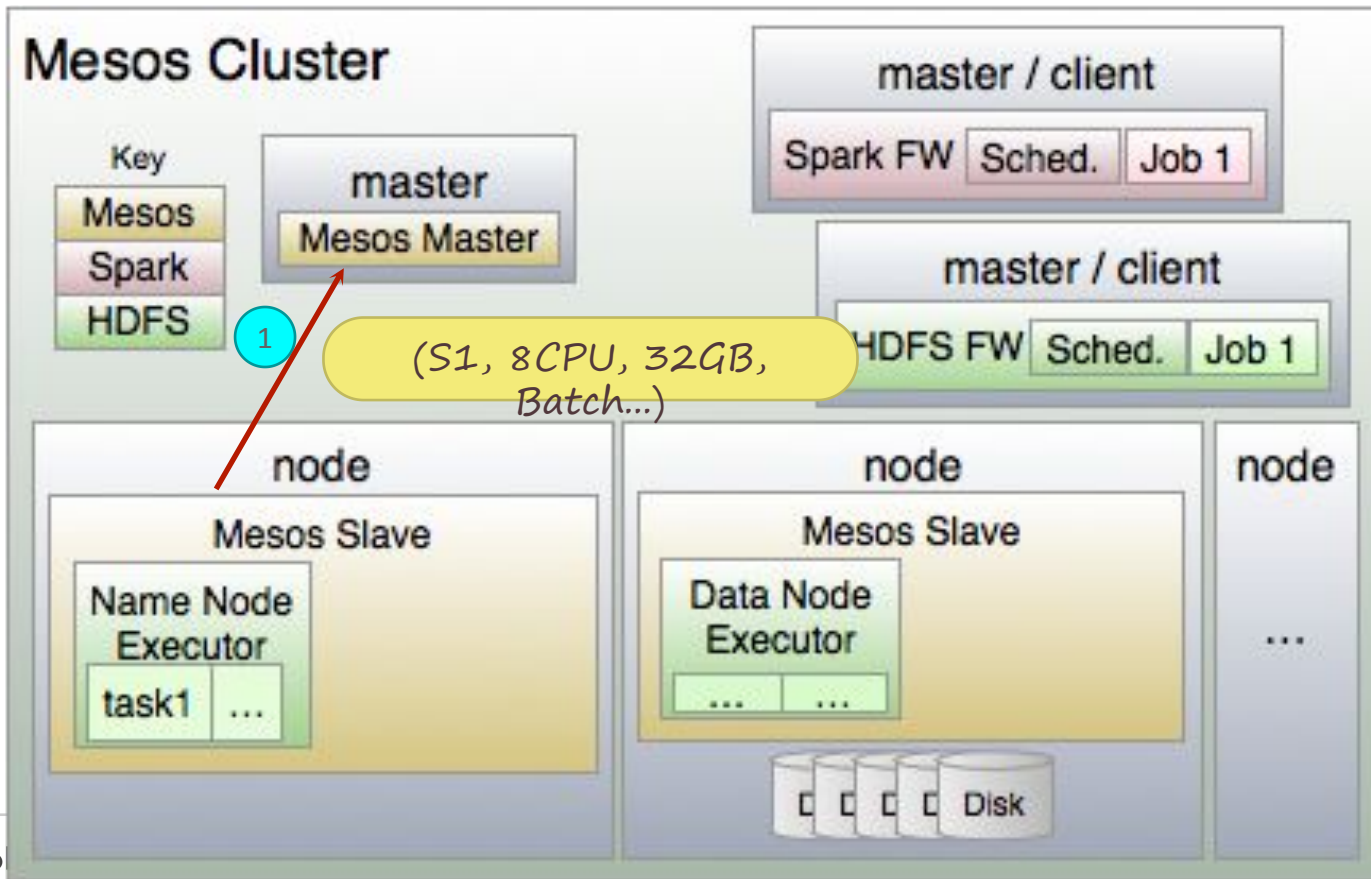 Mesos Cluster
Key
Mesos
Spark
HDFS
master
Mesos Master
master / client
Spark FW Sched. Job 1
master / client
HDFS FW Sched. Job 1
1
(S1, 8CPU, 32GB,
Batch...)
node
Mesos Slave
Name Node
Executor
task1 ...
node
Mesos Slave
Data Node
Executor
... ...
D D D D Disk
node
...